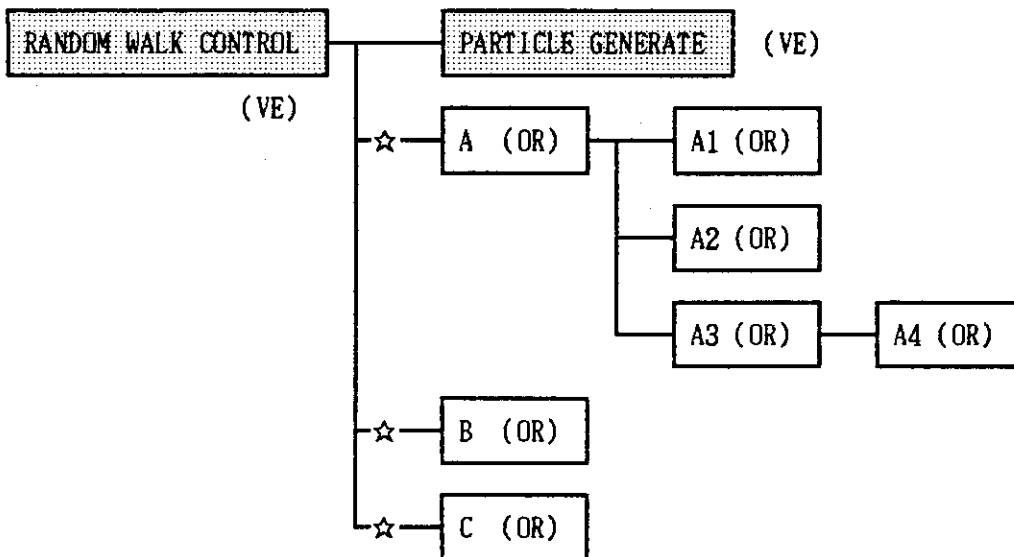 RANDOM WALK CONTROL
PARTICLE GENERATE (VE)
(VE)
A (OR)
A1 (OR)
A2 (OR)
A3 (OR)
A4 (OR)
B (OR)
C (OR)